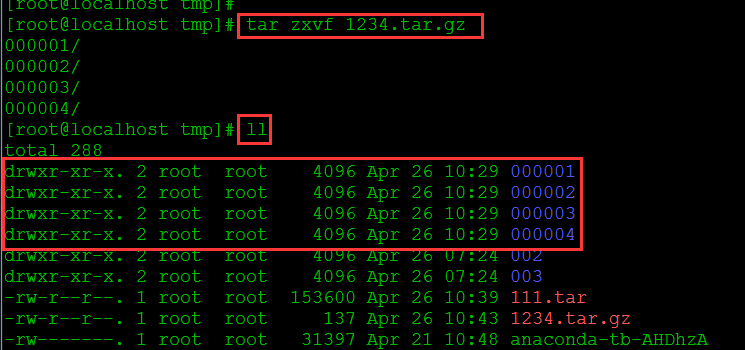 [root@localhost tmp]#
[root@localhost tmp]# tar zxvf 1234.tar.gz
000001/
000002/
000003/
000004/
[root@localhost tmp]# ll
total 288
drwxr-xr-x. 2 root root 4096 Apr 26 10:29 000001
drwxr-xr-x. 2 root root 4096 Apr 26 10:29 000002
drwxr-xr-x. 2 root root 4096 Apr 26 10:29 000003
drwxr-xr-x. 2 root root 4096 Apr 26 10:29 000004
drwxr-xr-x. 2 root root 4096 Apr 26 07:24 002
drwxr-xr-x. 2 root root 4096 Apr 26 07:24 003
-rw-r--r--. 1 root root 153600 Apr 26 10:39 111.tar
-rw-r--r--. 1 root root 137 Apr 26 10:43 1234.tar.gz
-rw-------. 1 root root 31397 Apr 21 10:48 anaconda-tb-AHDhzA